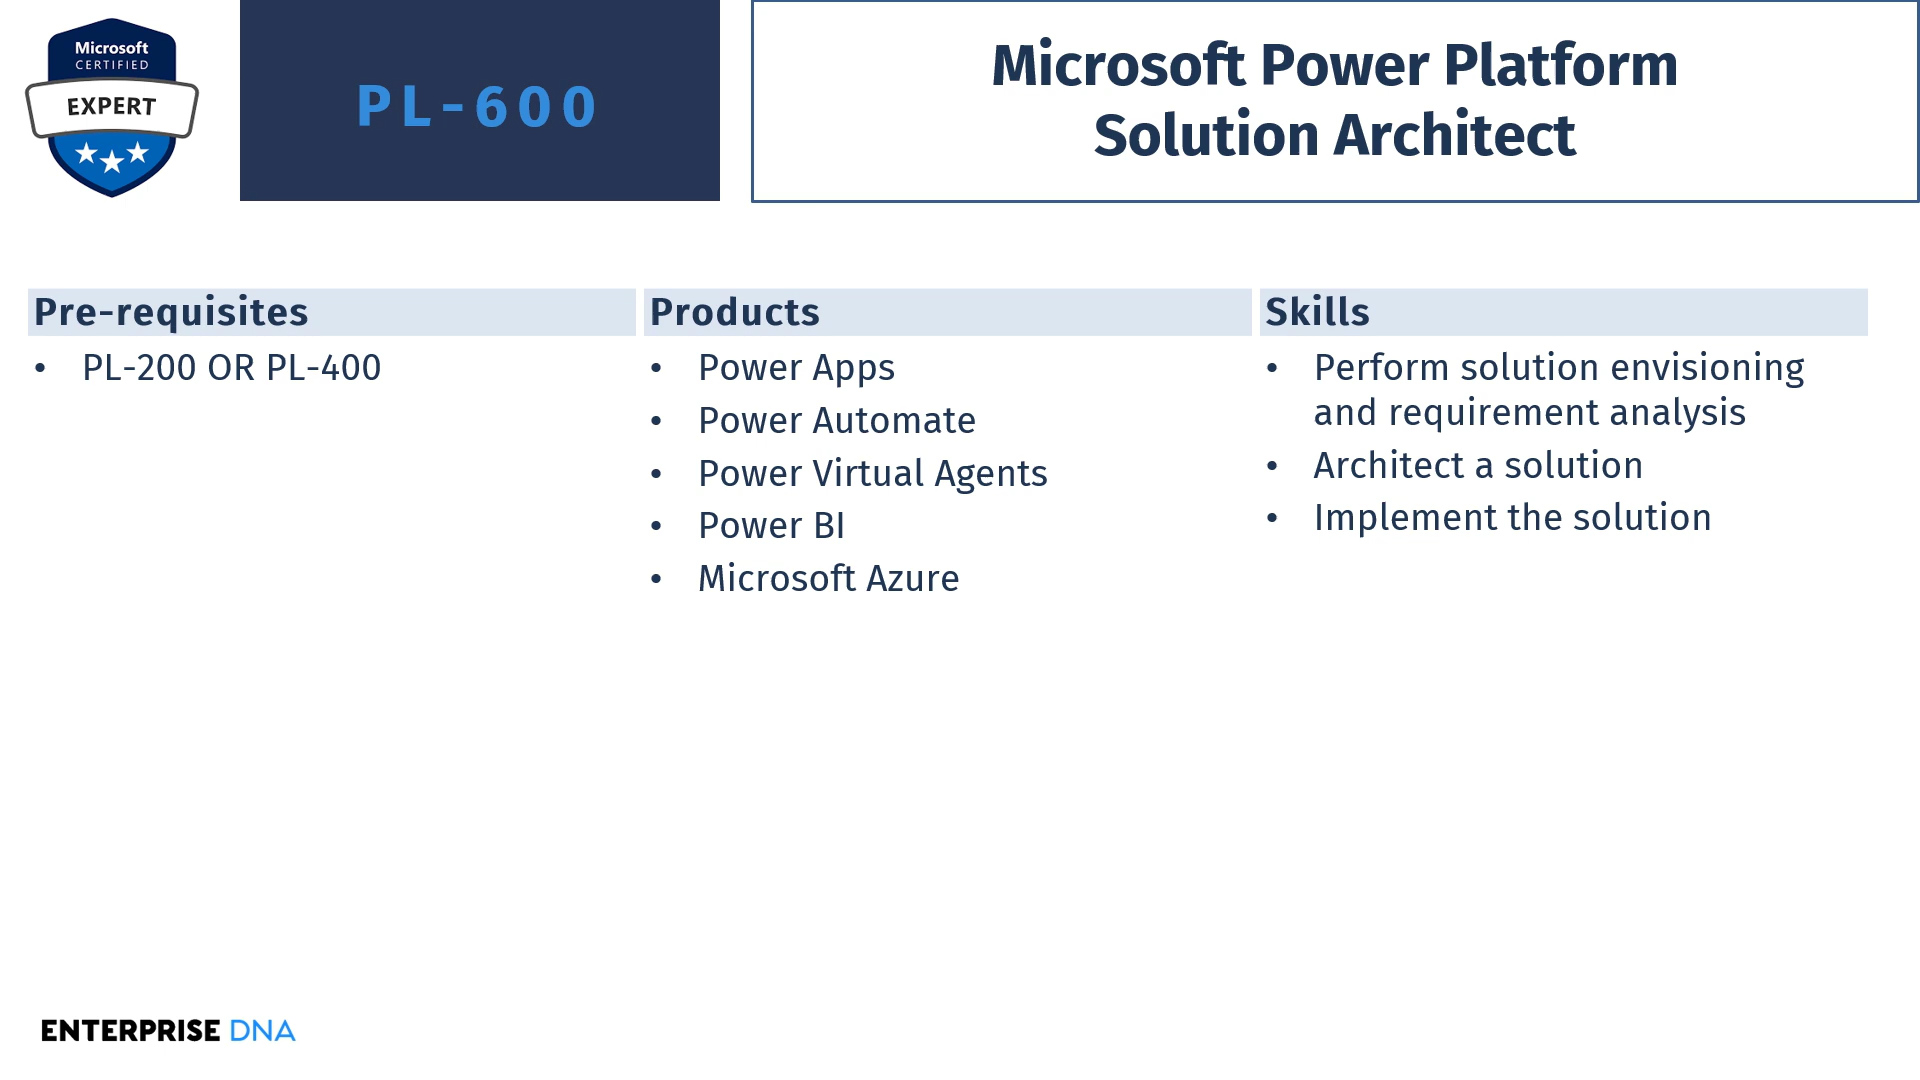 Microsoft
CERTIFIED
EXPERT
PL-600
Microsoft Power Platform
Solution Architect
Pre-requisites
• PL-200 OR PL-400
Products
• Power Apps
• Power Automate
• Power Virtual Agents
• Power BI
• Microsoft Azure
Skills
• Perform solution envisioning
and requirement analysis
• Architect a solution
• Implement the solution
ENTERPRISE DNA